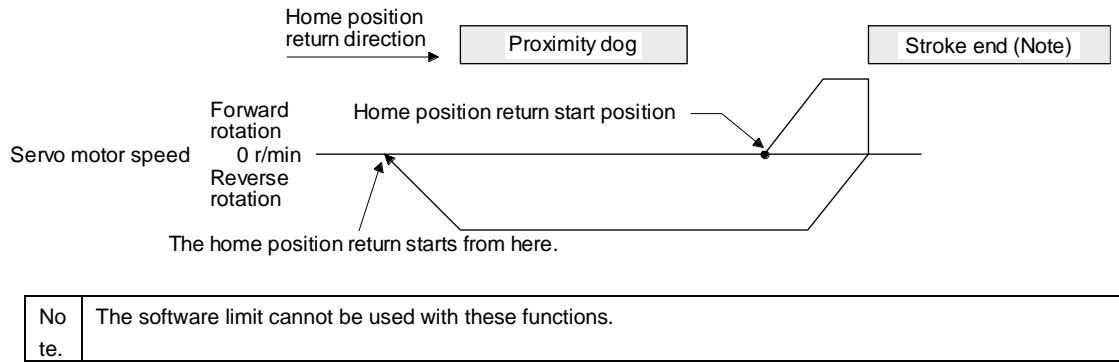 Home position
return direction
Proximity dog
Stroke end (Note)
Forward
rotation
Home position return start position
Servo motor speed
0 r/min
Reverse
rotation
The home position return starts from here.
No
te.
The software limit cannot be used with these functions.